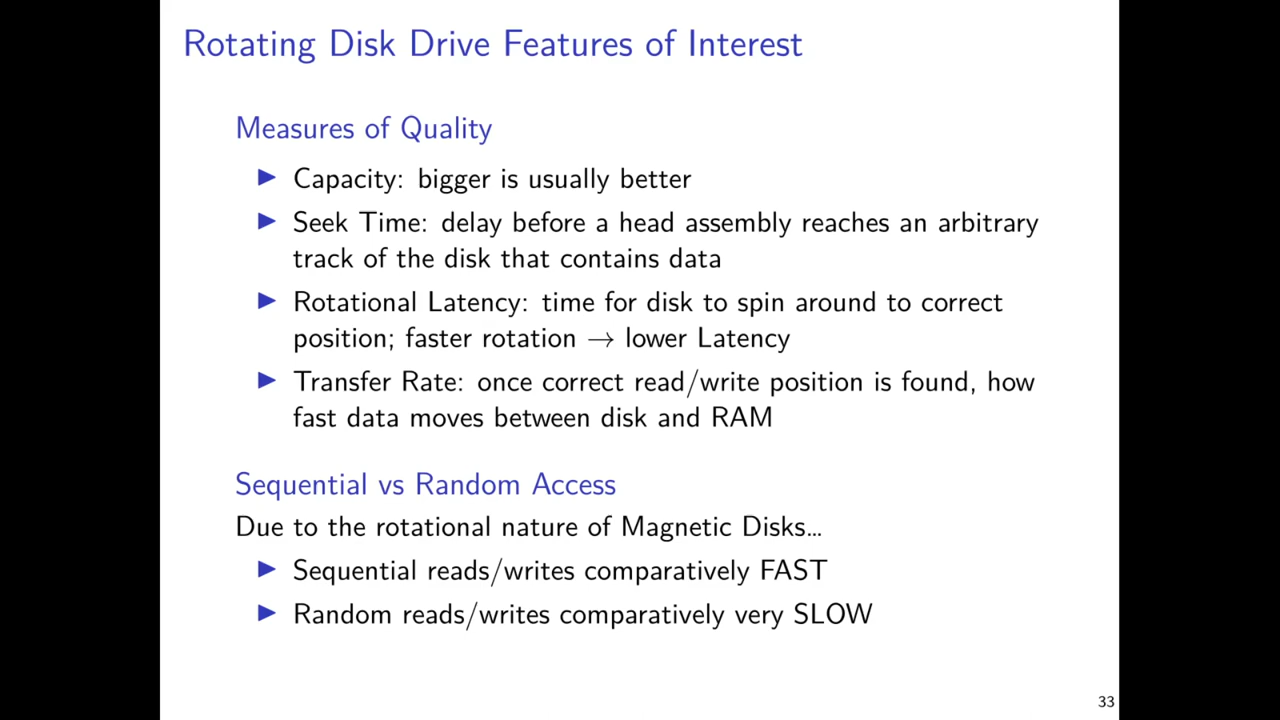 Rotating Disk Drive Features of Interest
Measures of Quality
▶ Capacity: bigger is usually better
▶ Seek Time: delay before a head assembly reaches an arbitrary
track of the disk that contains data
▶ Rotational Latency: time for disk to spin around to correct
position; faster rotation → lower Latency
▶ Transfer Rate: once correct read/write position is found, how
fast data moves between disk and RAM
Sequential vs Random Access
Due to the rotational nature of Magnetic Disks…
▶ Sequential reads/writes comparatively FAST
▶ Random reads/writes comparatively very SLOW
33